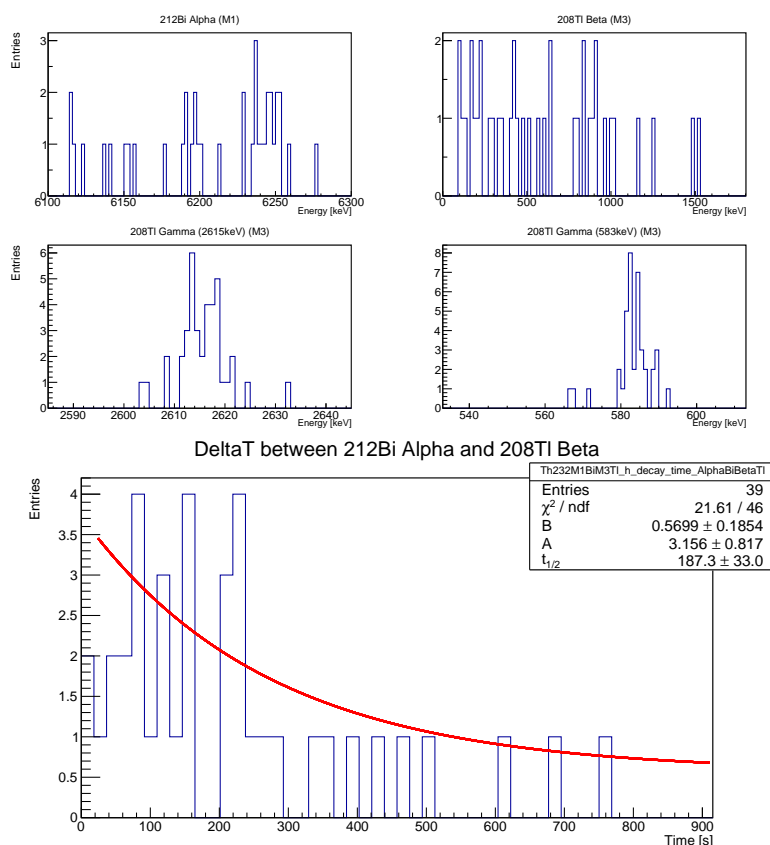 212Bi Alpha (M1)
Entries
3
2
1
0
6100 6150 6200 6250 6300
Energy [keV]
208Tl Beta (M3)
2
1
0
0 500 1000 1500
Energy [keV]
208Tl Gamma (2615keV) (M3)
Entries
6
5
4
3
2
1
0
2590 2600 2610 2620 2630 2640
Energy [keV]
208Tl Gamma (583keV) (M3)
8
7
6
5
4
3
2
1
0
540 560 580 600
Energy [keV]
DeltaT between 212Bi Alpha and 208Tl Beta
Th232M1BiM3Tl_h_decay_time_AlphaBiBetaTl
Entries 39
χ² / ndf 21.61 / 46
B 0.5699 ± 0.1854
A 3.156 ± 0.817
t1/2 187.3 ± 33.0
Entries
4
3.5
3
2.5
2
1.5
1
0.5
0
0 100 200 300 400 500 600 700 800 900
Time [s]